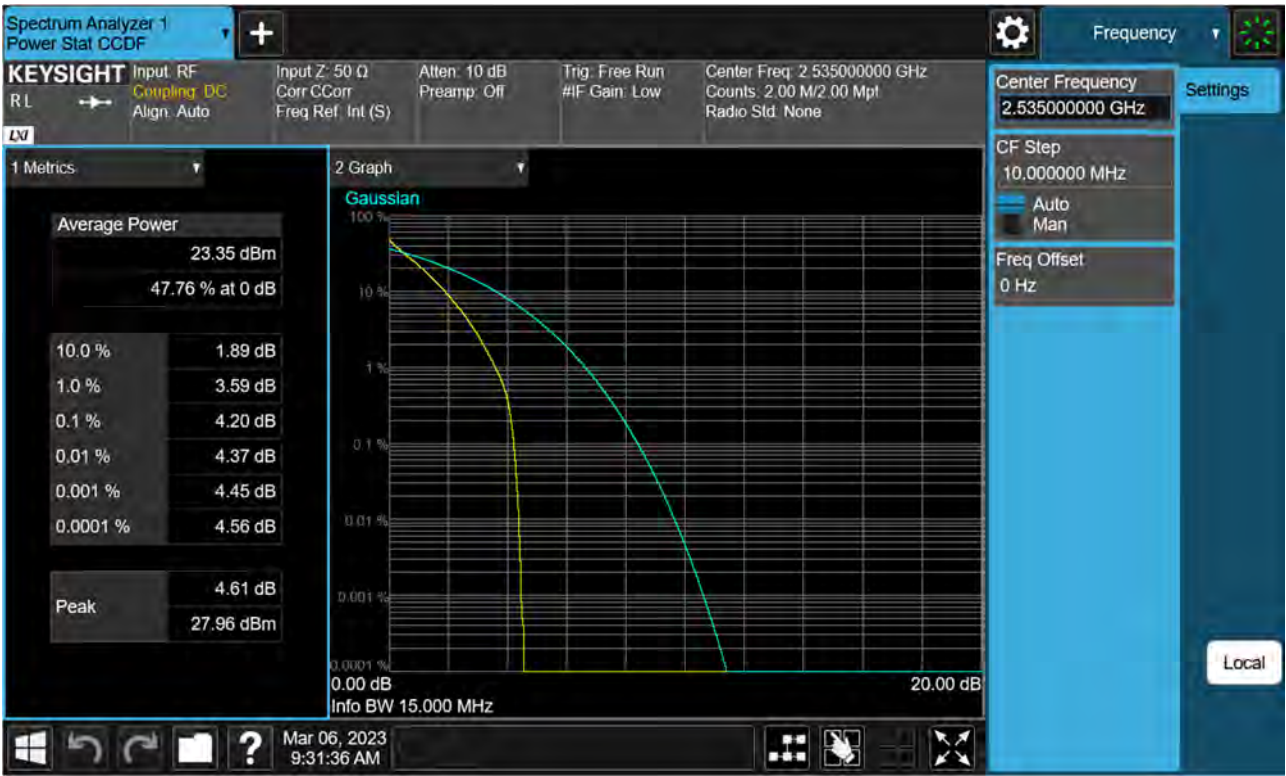 Spectrum Analyzer 1
Power Stat CCDF
+
Frequency
KEYSIGHT
R L
LXI
Input: RF
Coupling: DC
Align: Auto
Input Z: 50 Ω
Corr CCorr
Freq Ref: Int (S)
Atten: 10 dB
Preamp: Off
Trig: Free Run
#IF Gain: Low
Center Freq: 2.535000000 GHz
Counts: 2.00 M/2.00 Mpt
Radio Std: None
Center Frequency
2.535000000 GHz
Settings
CF Step
10.000000 MHz
Auto
Man
Freq Offset
0 Hz
1 Metrics
Average Power
23.35 dBm
47.76 % at 0 dB
10.0 % 1.89 dB
1.0 % 3.59 dB
0.1 % 4.20 dB
0.01 % 4.37 dB
0.001 % 4.45 dB
0.0001 % 4.56 dB
Peak
4.61 dB
27.96 dBm
2 Graph
Gaussian
100 %
10 %
1 %
0.1 %
0.01 %
0.001 %
0.0001 %
0.00 dB 20.00 dB
Info BW 15.000 MHz
Local
?
Mar 06, 2023
9:31:36 AM